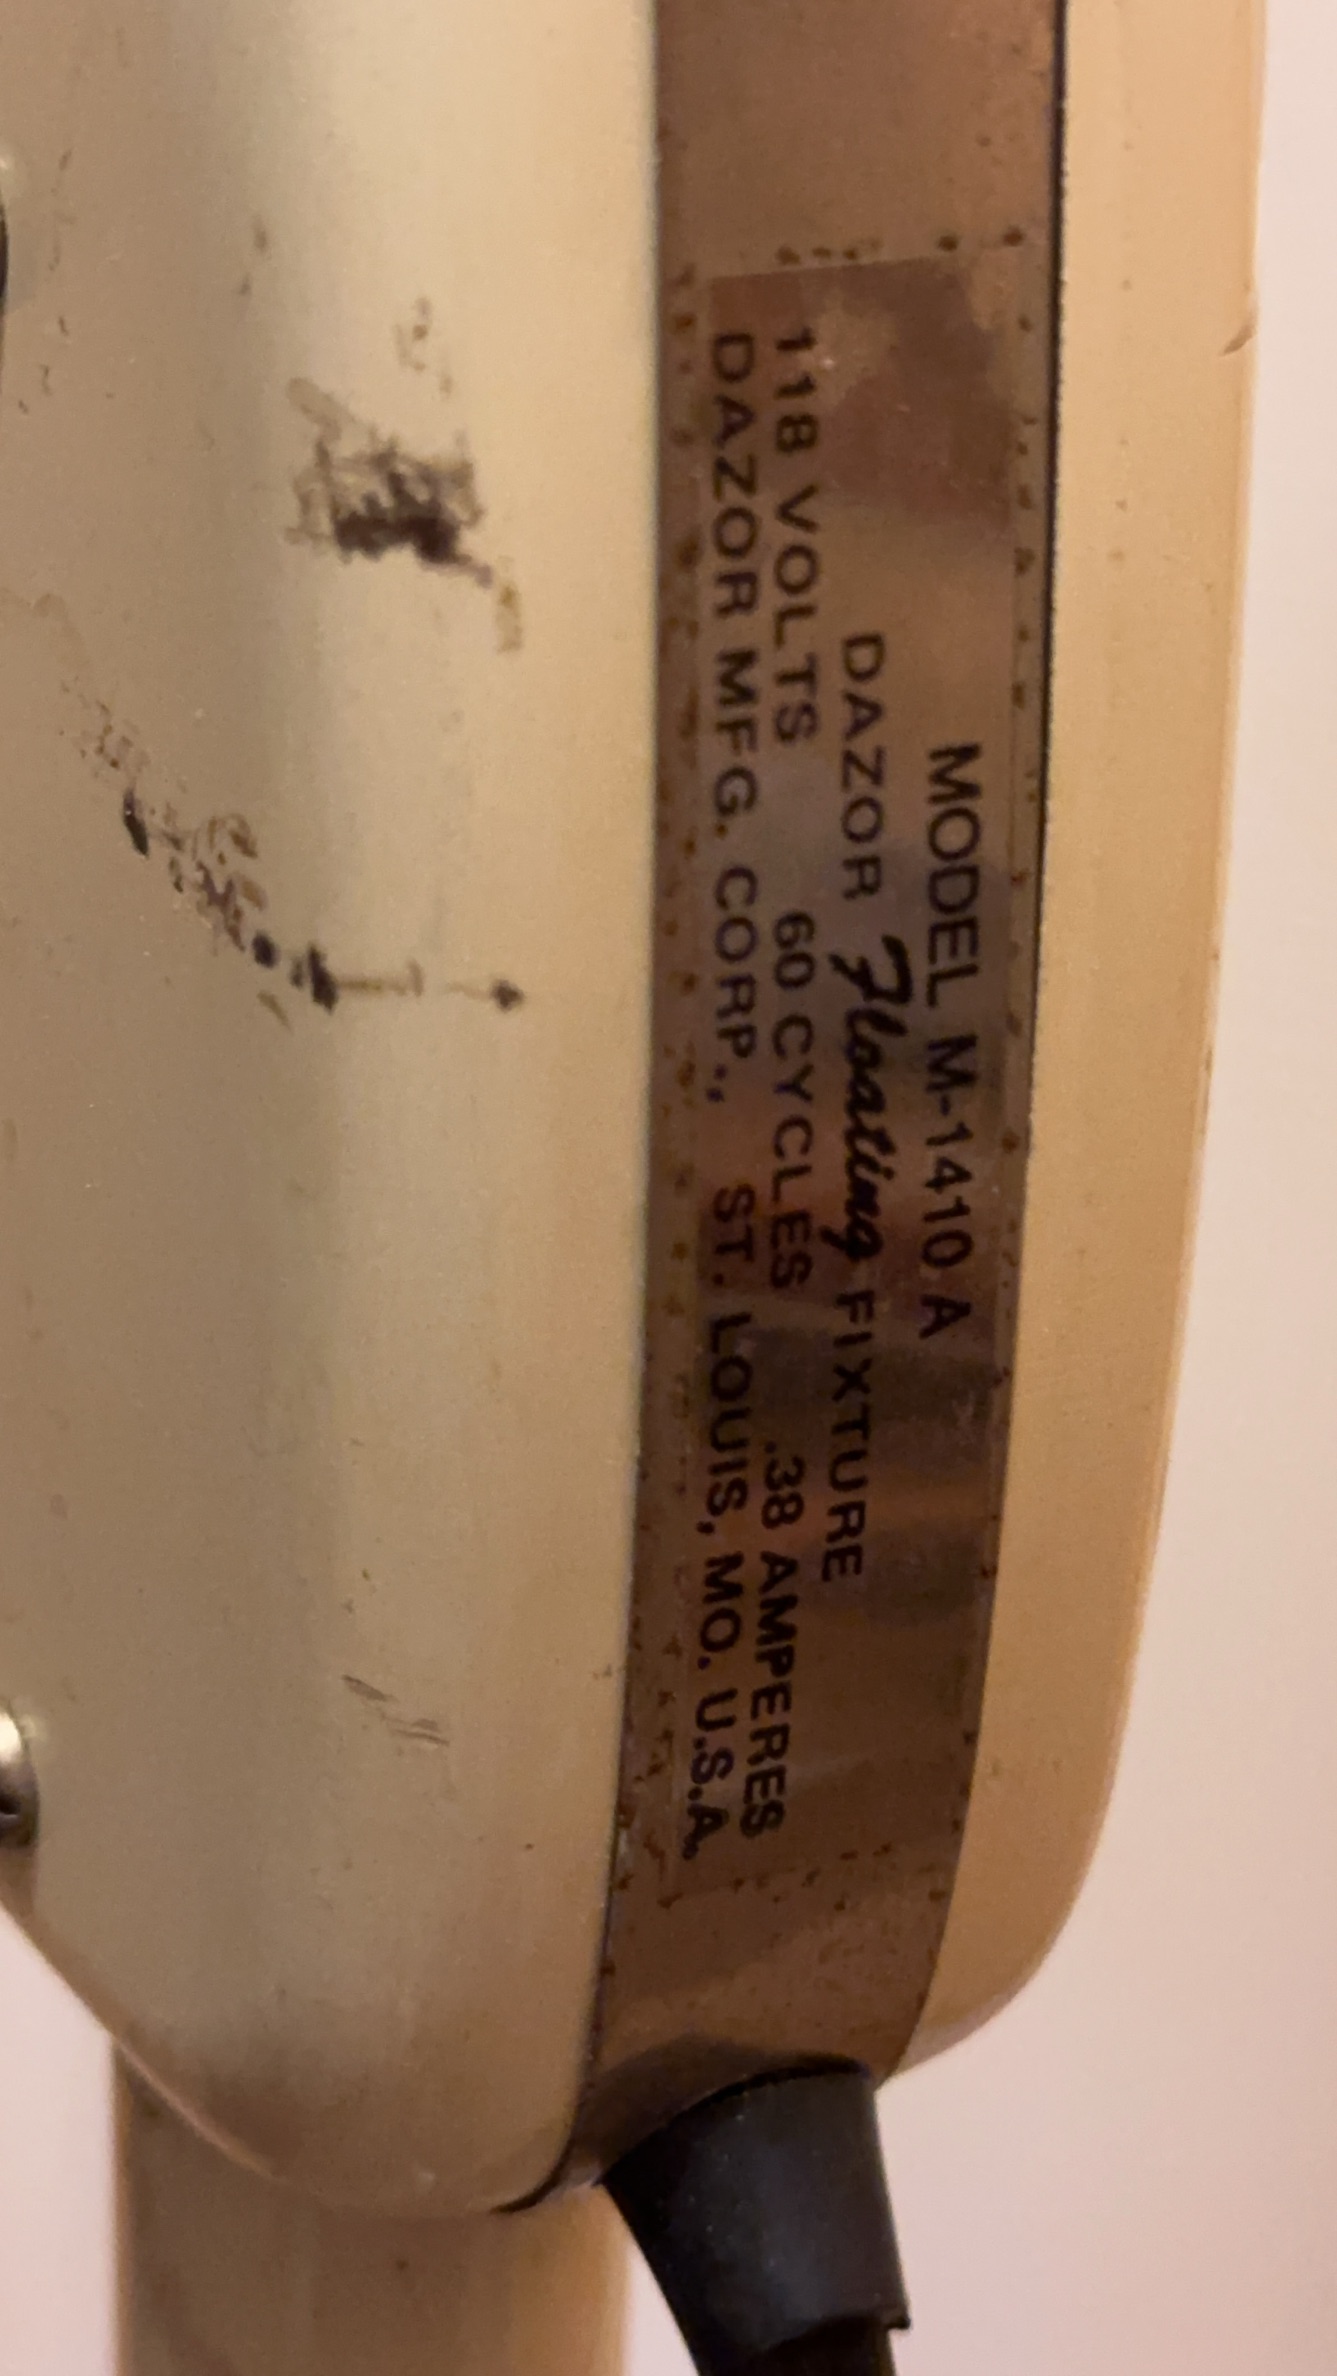 MODEL M-1410 A
DAZOR Floating FIXTURE
118 VOLTS 60 CYCLES .38 AMPERES
DAZOR MFG. CORP., ST. LOUIS, MO. U.S.A.